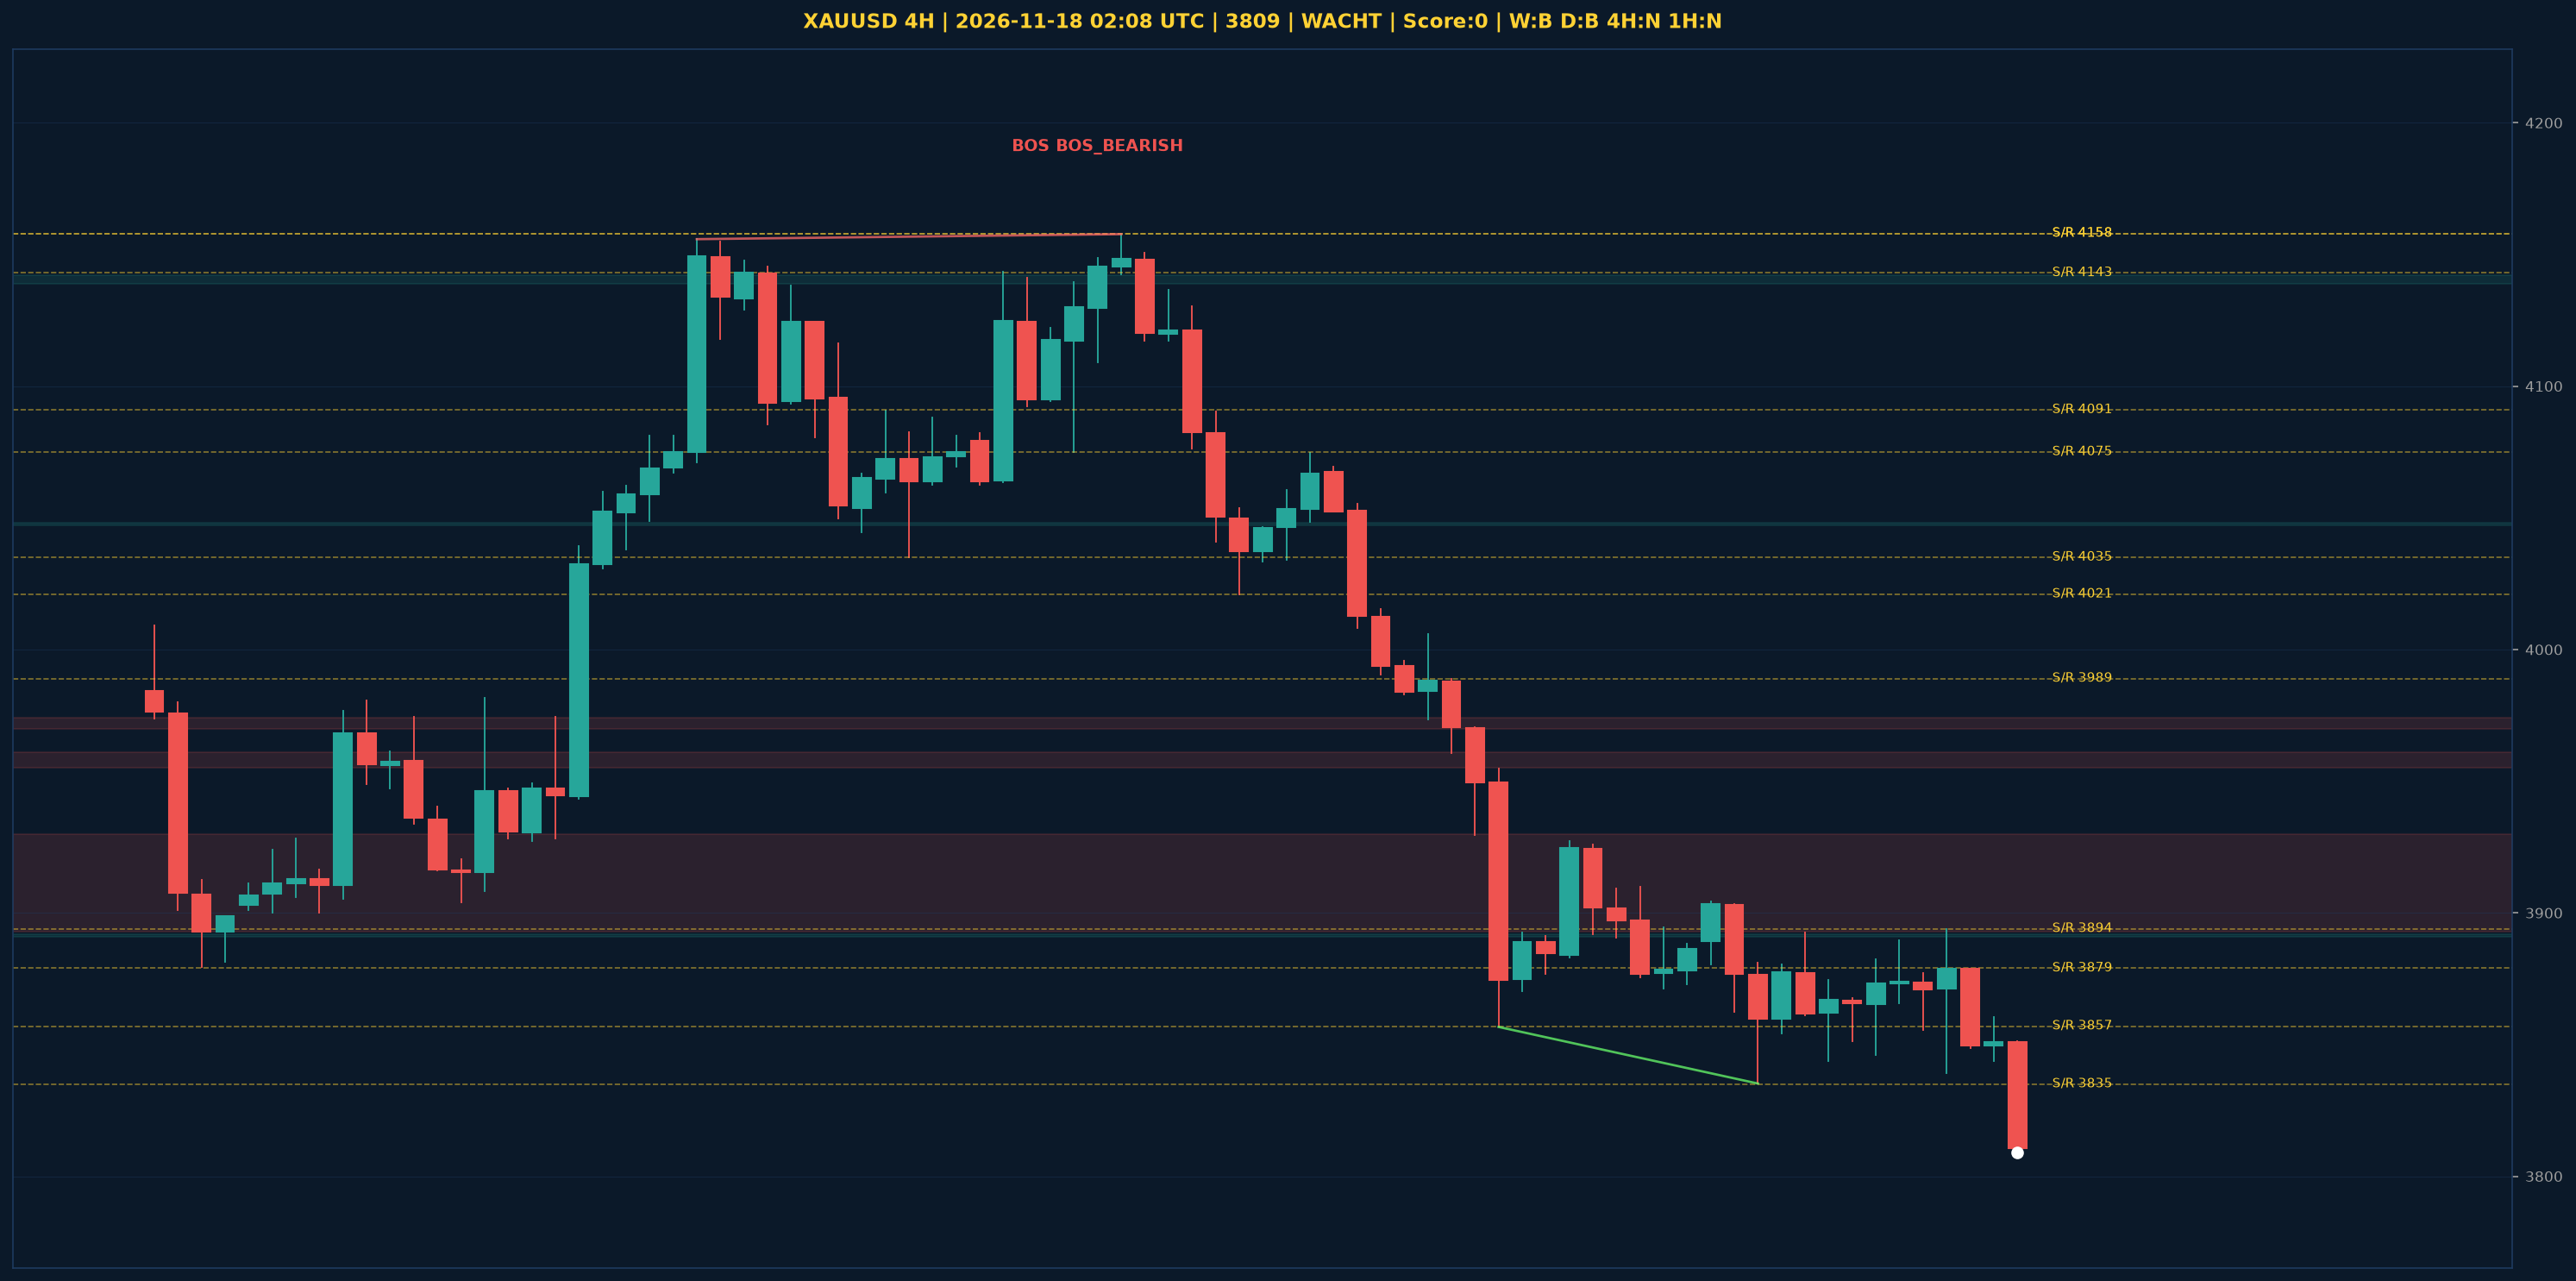 XAUUSD 4H | 2026-11-18 02:08 UTC | 3809 | WACHT | Score:0 | W:B D:B 4H:N 1H:N
4200
BOS BOS_BEARISH
S/R 4158
S/R 4143
4100
S/R 4091
S/R 4075
S/R 4035
S/R 4021
4000
S/R 3989
3900
S/R 3894
S/R 3879
S/R 3857
S/R 3835
3800